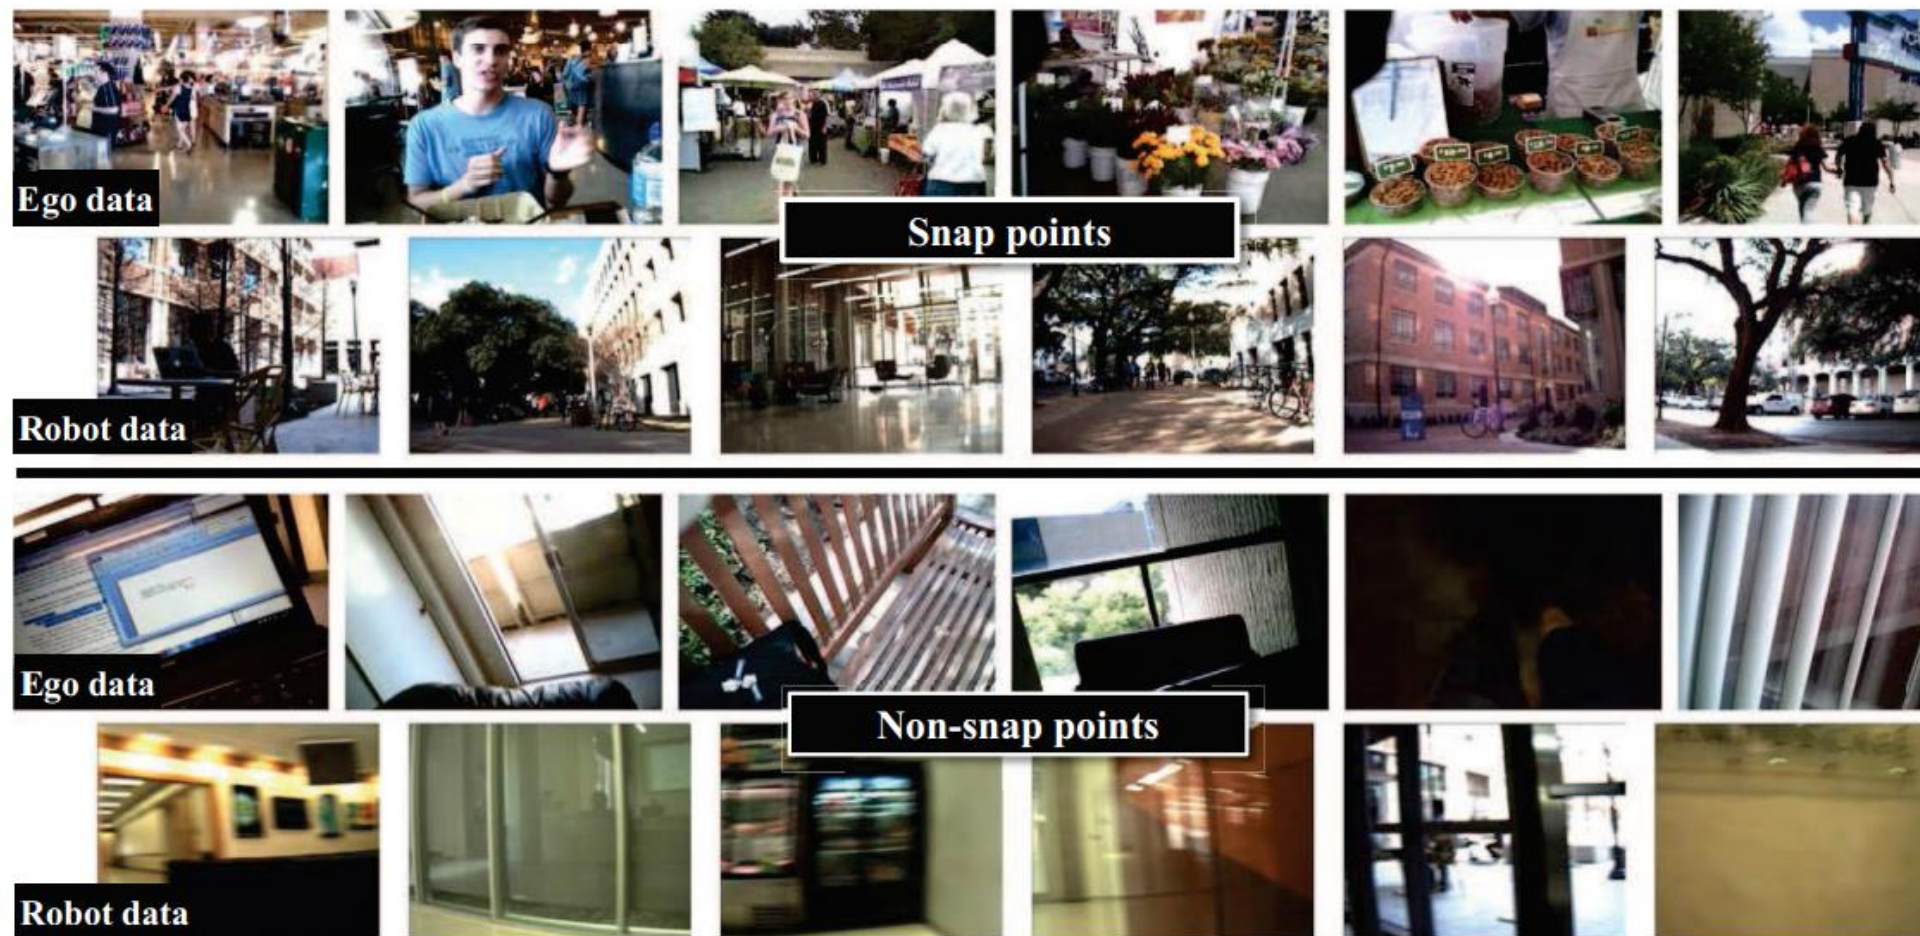 Ego data
Snap points
Robot data
Ego data
Non-snap points
Robot data